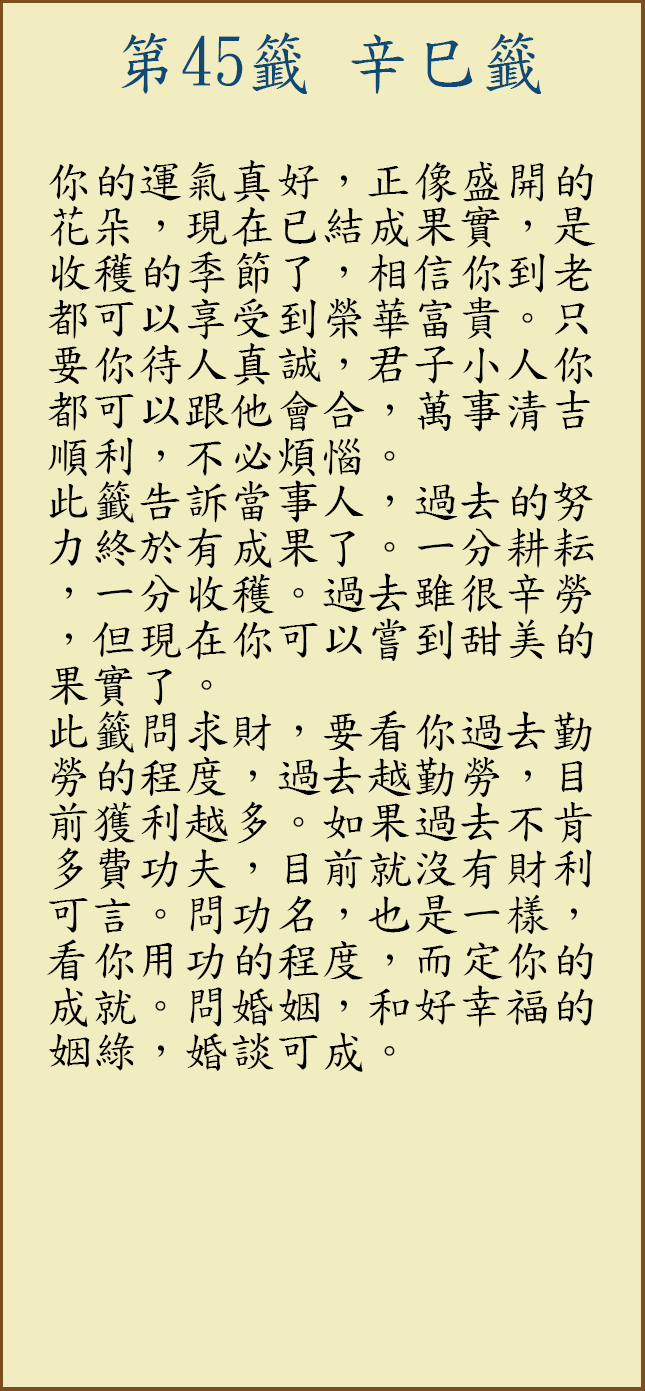 第45籤 辛巳籤
你的運氣真好，正像盛開的
花朵，現在已結成果實，是
收穫的季節了，相信你到老
都可以享受到榮華富貴。只
要你待人真誠，君子小人你
都可以跟他會合，萬事清吉
順利，不必煩惱。
此籤告訴當事人，過去的努
力終於有成果了。一分耕耘
，一分收穫。過去雖很辛勞
，但現在你可以嘗到甜美的
果實了。
此籤問求財，要看你過去勤
勞的程度，過去越勤勞，目
前獲利越多。如果過去不肯
多費功夫，目前就沒有財利
可言。問功名，也是一樣，
看你用功的程度，而定你的
成就。問婚姻，和好幸福的
姻綠，婚談可成。